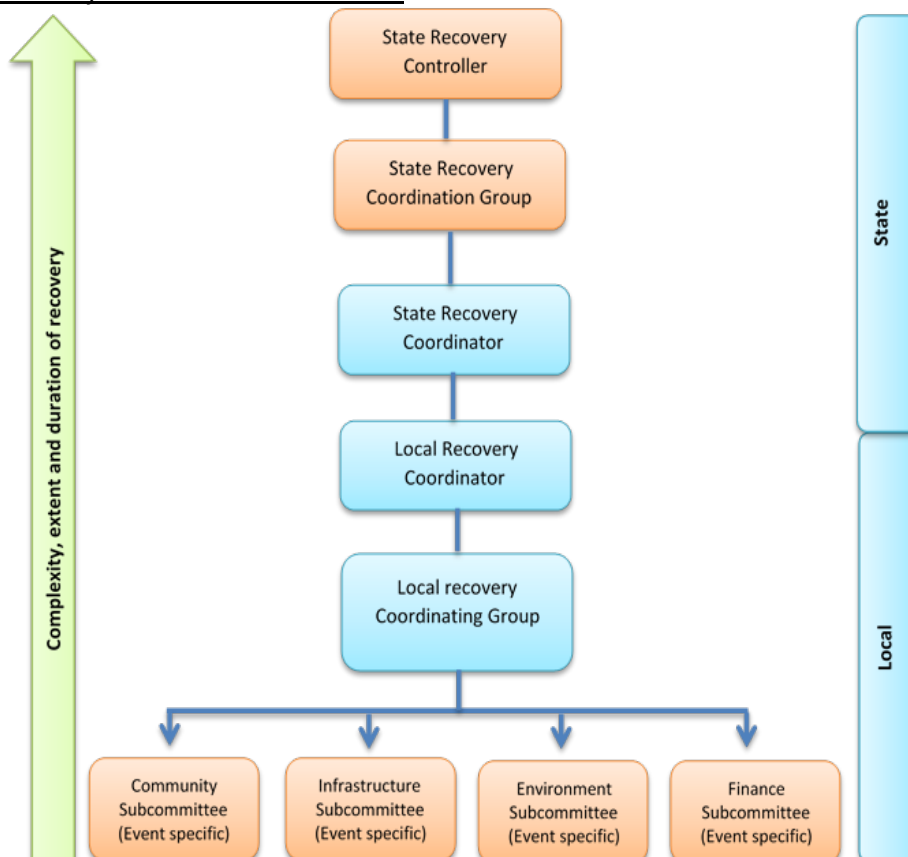 State Recovery
Controller
State Recovery
Coordination Group
State Recovery
Coordinator
Local Recovery
Coordinator
Local recovery
Coordinating Group
Community
Subcommittee
(Event specific)
Infrastructure
Subcommittee
(Event specific)
Environment
Subcommittee
(Event specific)
Finance
Subcommittee
(Event specific)
Complexity, extent and duration of recovery
State
Local